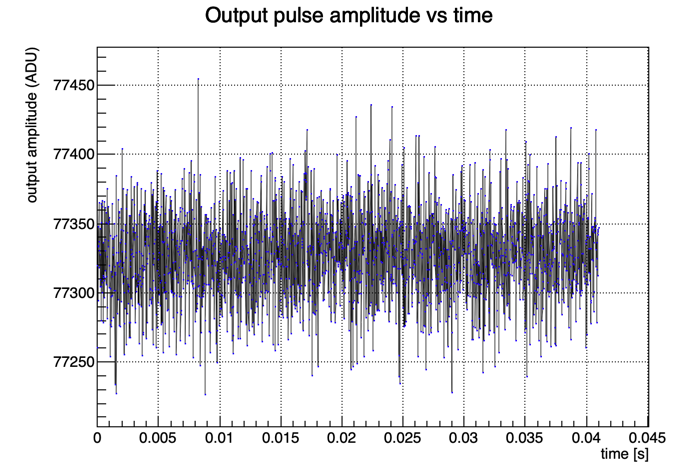 Output pulse amplitude vs time
output amplitude (ADU)
77450
77400
77350
77300
77250
0 0.005 0.01 0.015 0.02 0.025 0.03 0.035 0.04 0.045
time [s]